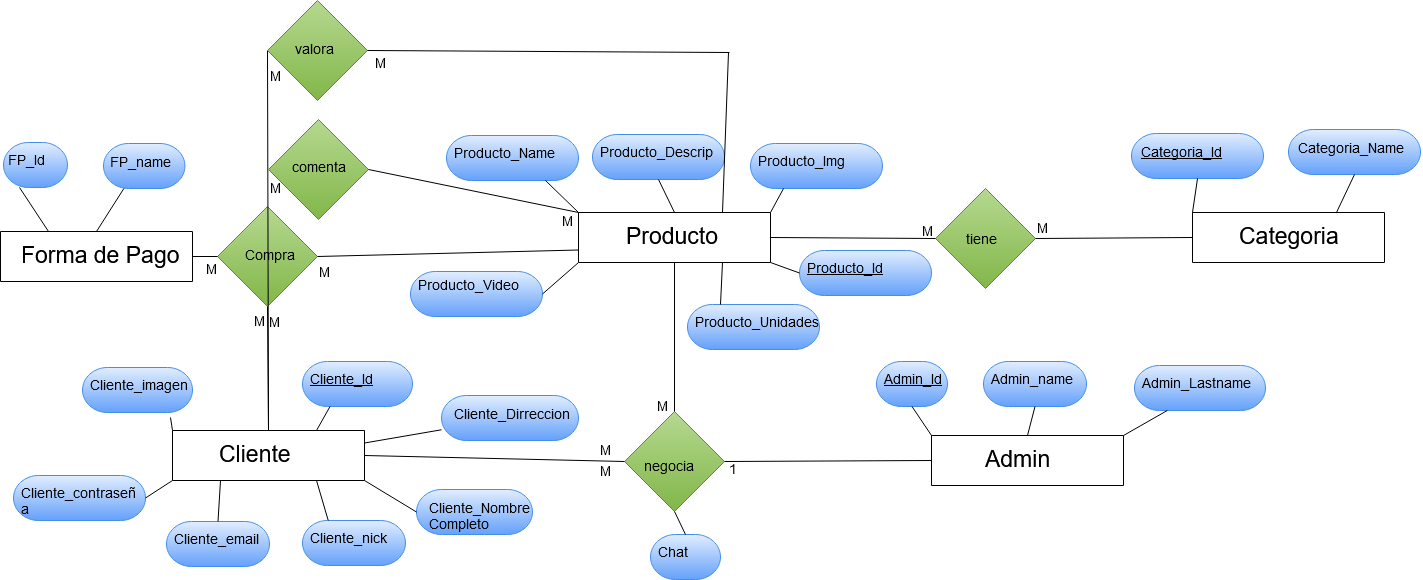 valora
M
M
comenta
M
M
FP_Id
FP_name
Producto_Name
Producto_Descrip
Producto_Img
Categoria_Id
Categoria_Name
Forma de Pago
M
Compra
M
Producto
M
tiene
M
Categoria
Producto_Video
Producto_Id
Producto_Unidades
M
M
Cliente_imagen
Cliente_Id
Cliente_Dirreccion
M
Admin_Id
Admin_name
Admin_Lastname
Cliente
M
M
negocia
1
Admin
Cliente_contraseñ
a
Cliente_email
Cliente_nick
Cliente_Nombre
Completo
Chat